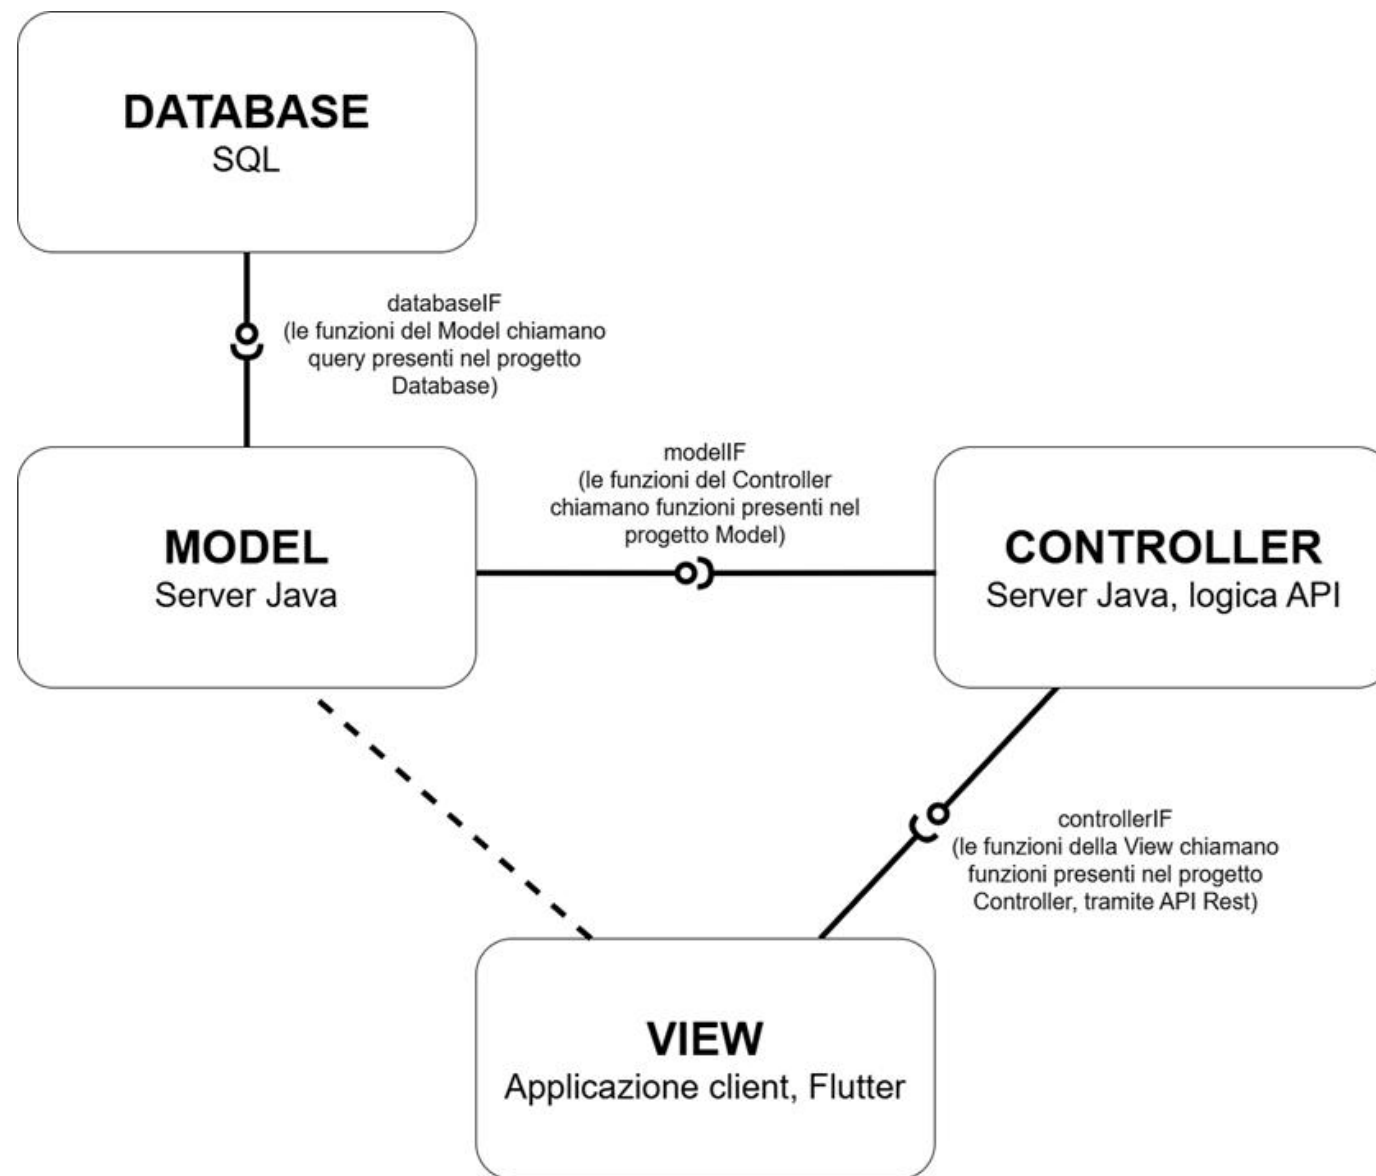 DATABASE
SQL
databaseIF
(le funzioni del Model chiamano
query presenti nel progetto
Database)
modelIF
(le funzioni del Controller
chiamano funzioni presenti nel
progetto Model)
MODEL
Server Java
CONTROLLER
Server Java, logica API
controllerIF
(le funzioni della View chiamano
funzioni presenti nel progetto
Controller, tramite API Rest)
VIEW
Applicazione client, Flutter